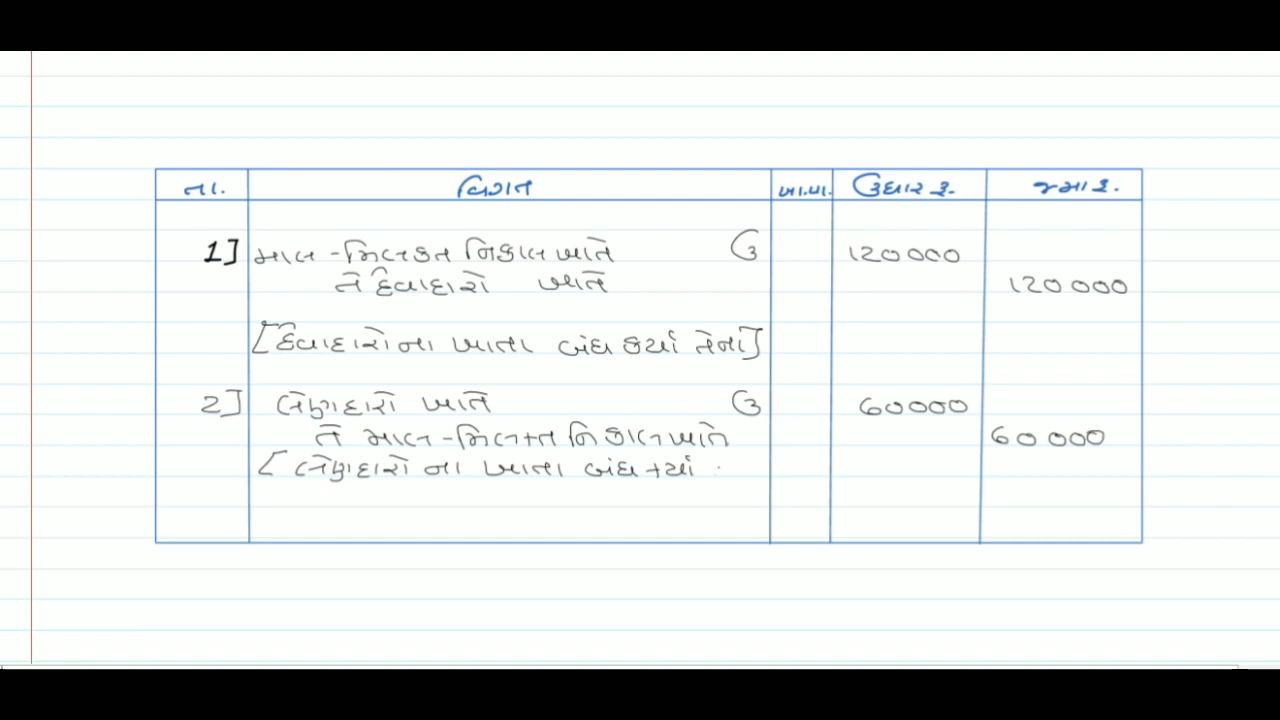 તા. વિગત ખા.પા. ઉધાર રૂ. જમા રૂ.
1] માલ-મિલકત નિકાલ ખાતે ઉ 120000
તે દેવાદારો ખાતે 120000
[દેવાદારોના ખાતા બંધ કર્યા તેના]
2] લેણદારો ખાતે ઉ 60000
તે માલ-મિલકત નિકાલ ખાતે 60000
[લેણદારોના ખાતા બંધ કર્યા